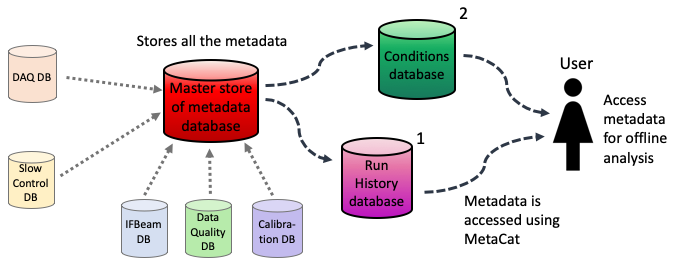 Stores all the metadata
2
DAQ DB
Master store
of metadata
database
Conditions
database
User
Access
metadata
for offline
analysis
1
Slow
Control
DB
Run
History
database
IFBeam
DB
Data
Quality
DB
Calibra-
tion DB
Metadata is
accessed using
MetaCat